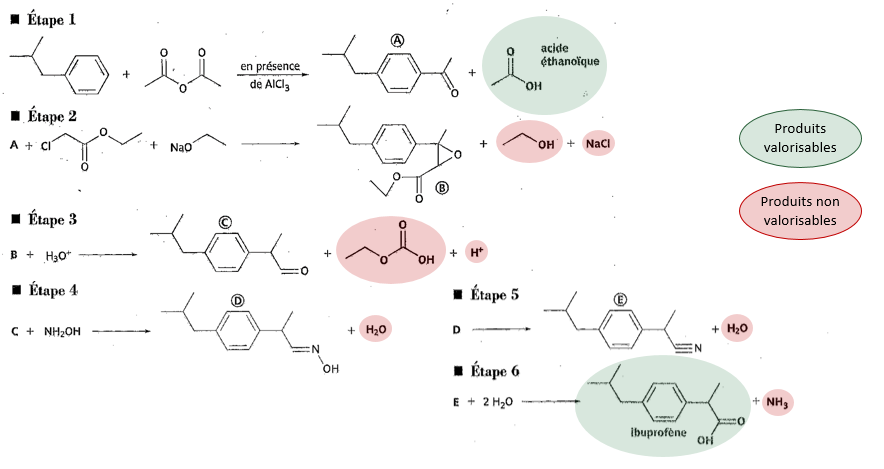 ■ Étape 1
+
O O
O
en présence
de AlCl3
A
O
+
O
OH
acide
éthanoïque
■ Étape 2
A + Cl
O
O
+ NaO
O
O
O
B
+ OH + NaCl
■ Étape 3
B + H3O+
C
O
+
O
O
OH
+ H+
■ Étape 4
C + NH2OH
D
N
OH
+ H2O
■ Étape 5
D
E
N
+ H2O
■ Étape 6
E + 2 H2O
O
OH
ibuprofène
+ NH3
Produits
valorisables
Produits non
valorisables